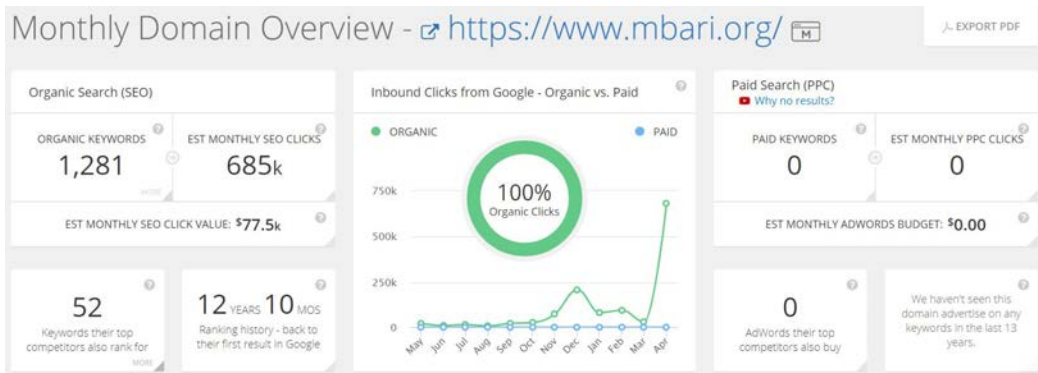 Monthly Domain Overview - https://www.mbari.org/ M
EXPORT PDF
Organic Search (SEO)
ORGANIC KEYWORDS ?
1,281
MORE
EST MONTHLY SEO CLICKS ?
685k
EST MONTHLY SEO CLICK VALUE: $77.5k ?
52 ?
Keywords their top
competitors also rank for
MORE
12 YEARS 10 MOS ?
Ranking history - back to
their first result in Google
Inbound Clicks from Google - Organic vs. Paid ?
ORGANIC
PAID
100%
Organic Clicks
750k
500k
250k
0
May Jun Jul Aug Sep Oct Nov Dec Jan Feb Mar Apr
Paid Search (PPC)
Why no results?
PAID KEYWORDS ?
0
EST MONTHLY PPC CLICKS ?
0
EST MONTHLY ADWORDS BUDGET: $0.00 ?
0 ?
AdWords their top
competitors also buy
We haven't seen this ?
domain advertise on any
keywords in the last 13
years.